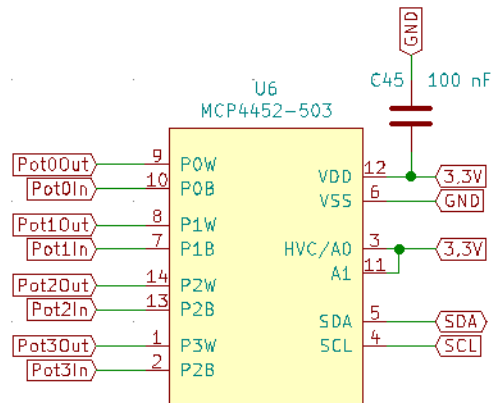 GND
C45 100 nF
U6
MCP4452-503
Pot0Out 9 P0W
Pot0In 10 P0B
Pot1Out 8 P1W
Pot1In 7 P1B
Pot2Out 14 P2W
Pot2In 13 P2B
Pot3Out 1 P3W
Pot3In 2 P2B
VDD 12 3,3V
VSS 6 GND
HVC/A0 3 3,3V
A1 11
SDA 5 SDA
SCL 4 SCL